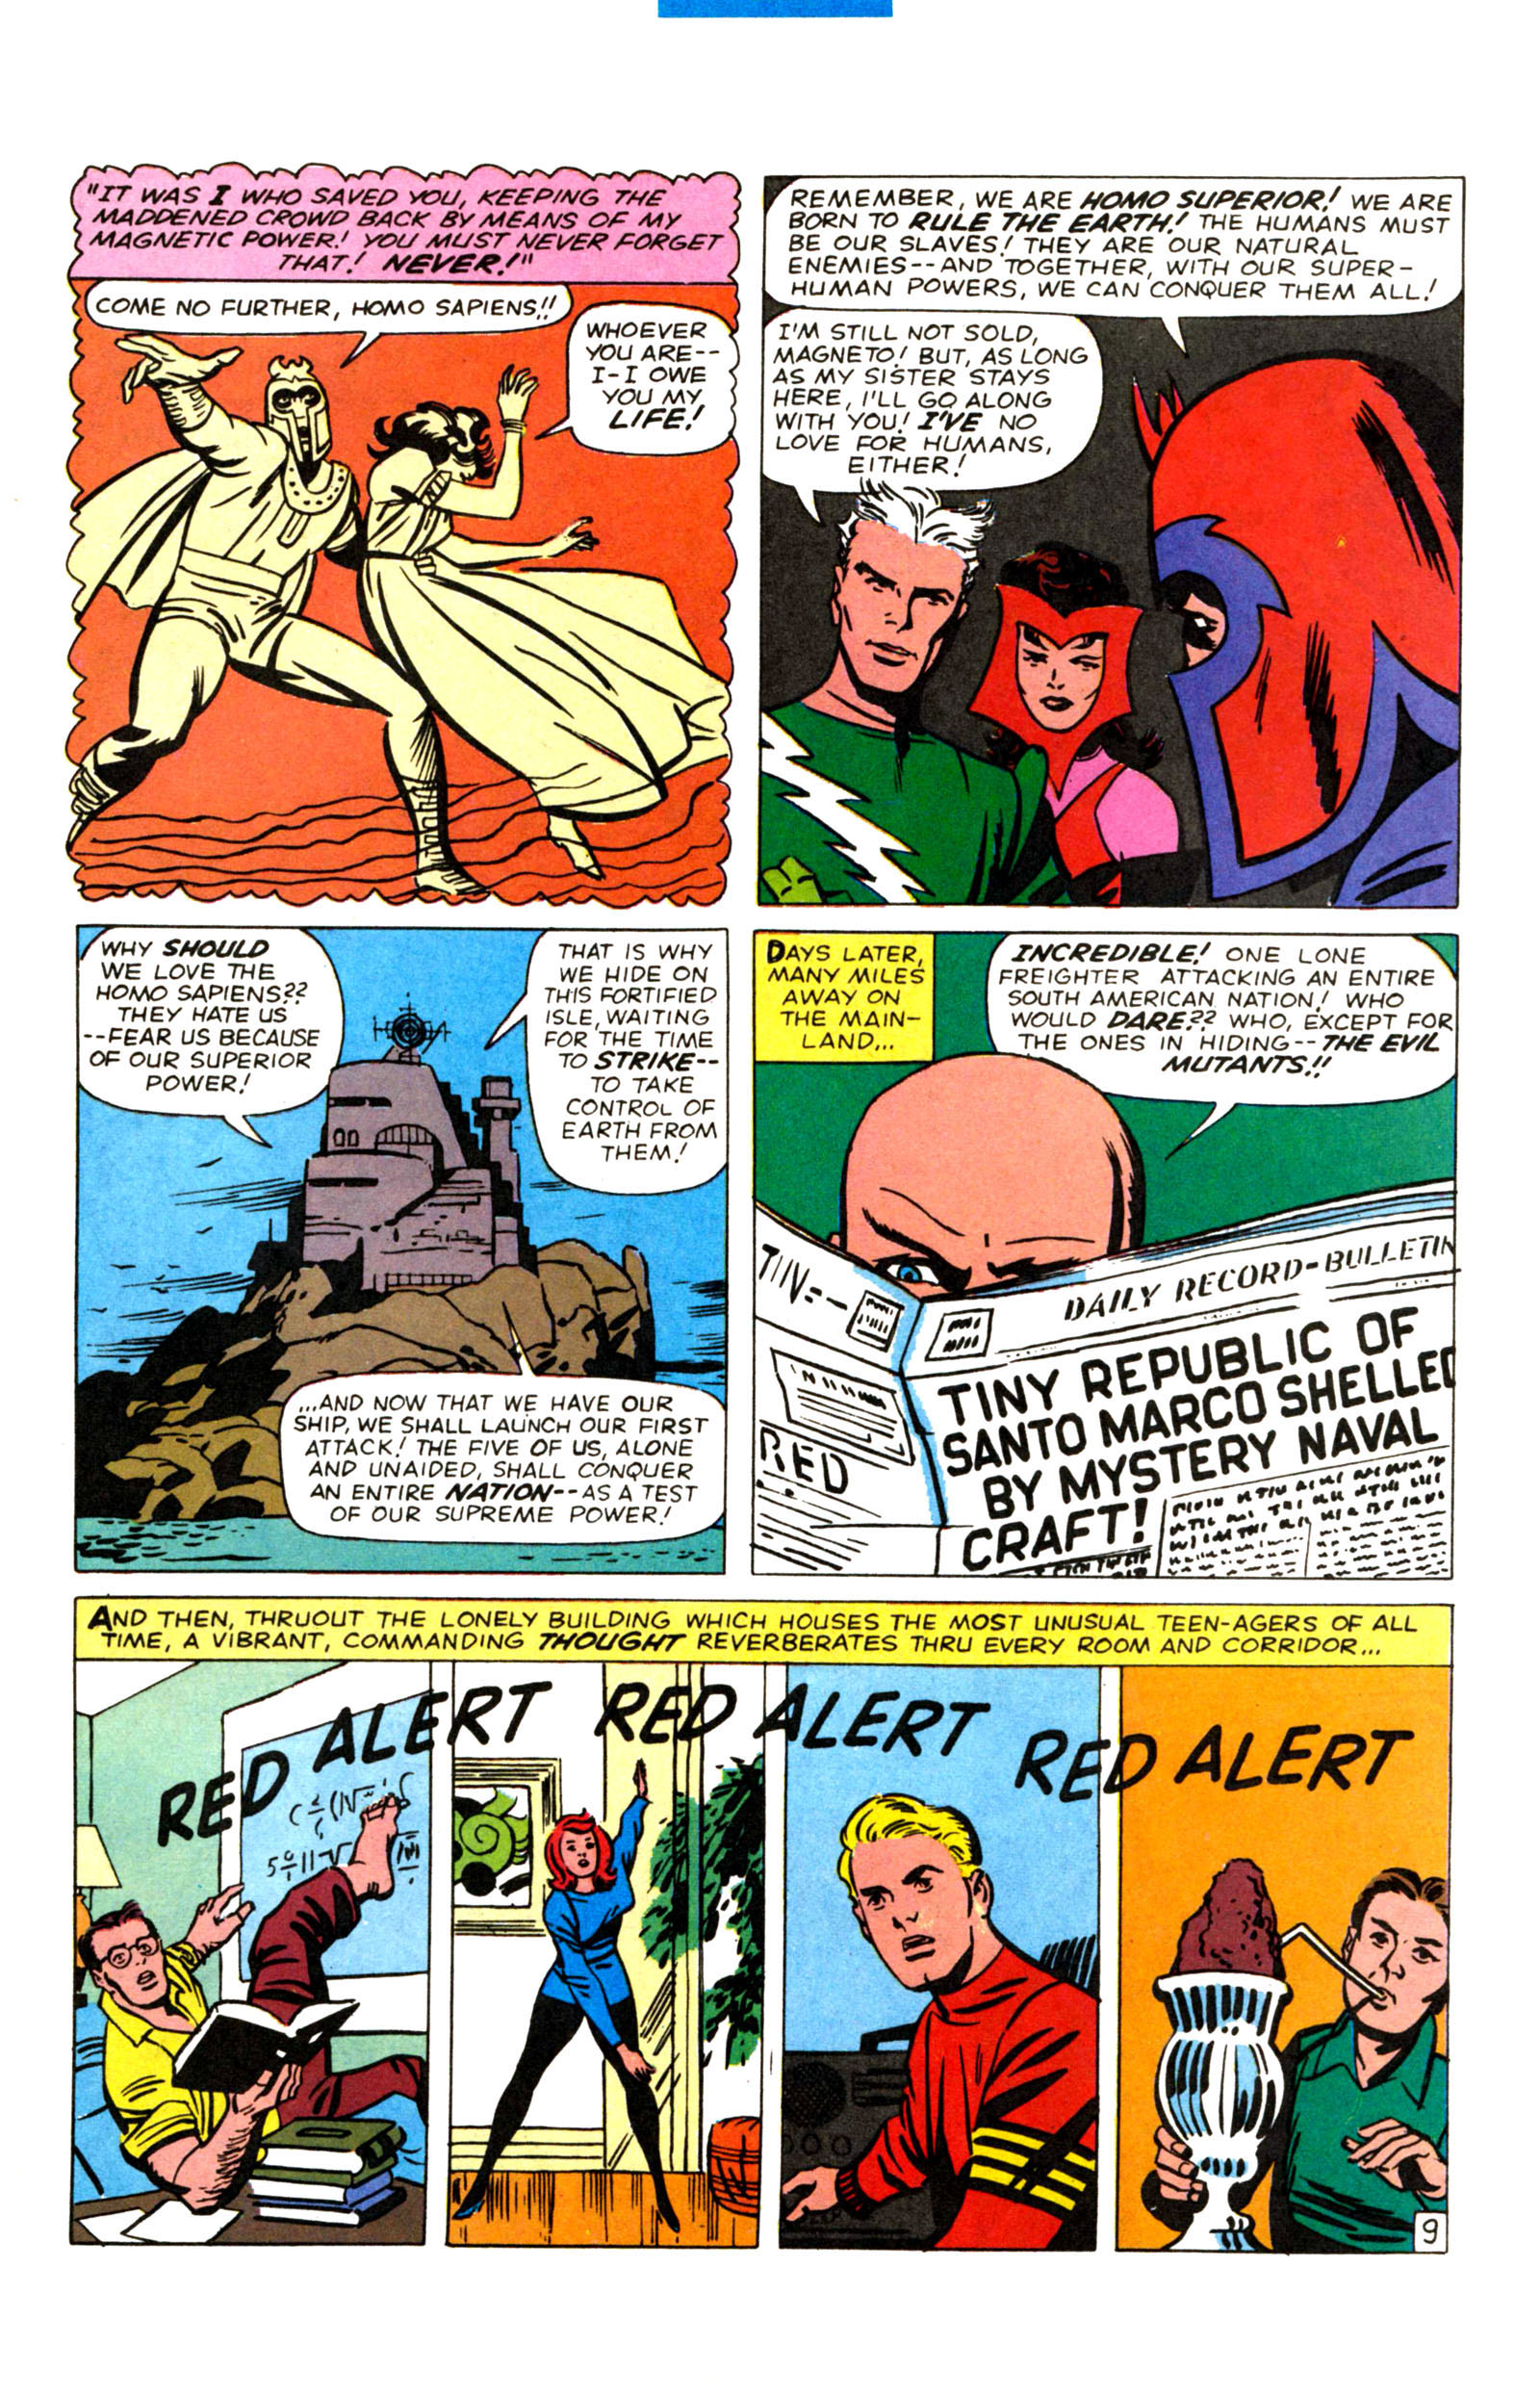 "IT WAS I WHO SAVED YOU, KEEPING THE
MADDENED CROWD BACK BY MEANS OF MY
MAGNETIC POWER! YOU MUST NEVER FORGET
THAT! NEVER!"
COME NO FURTHER, HOMO SAPIENS!!
WHOEVER
YOU ARE--
I-I OWE
YOU MY
LIFE!
REMEMBER, WE ARE HOMO SUPERIOR! WE ARE
BORN TO RULE THE EARTH! THE HUMANS MUST
BE OUR SLAVES! THEY ARE OUR NATURAL
ENEMIES--AND TOGETHER, WITH OUR SUPER-
HUMAN POWERS, WE CAN CONQUER THEM ALL!
I'M STILL NOT SOLD,
MAGNETO! BUT, AS LONG
AS MY SISTER STAYS
HERE, I'LL GO ALONG
WITH YOU! I'VE NO
LOVE FOR HUMANS,
EITHER!
WHY SHOULD
WE LOVE THE
HOMO SAPIENS??
THEY HATE US
--FEAR US BECAUSE
OF OUR SUPERIOR
POWER!
THAT IS WHY
WE HIDE ON
THIS FORTIFIED
ISLE, WAITING
FOR THE TIME
TO STRIKE--
TO TAKE
CONTROL OF
EARTH FROM
THEM!
...AND NOW THAT WE HAVE OUR
SHIP, WE SHALL LAUNCH OUR FIRST
ATTACK! THE FIVE OF US, ALONE
AND UNAIDED, SHALL CONQUER
AN ENTIRE NATION--AS A TEST
OF OUR SUPREME POWER!
DAYS LATER,
MANY MILES
AWAY ON
THE MAIN-
LAND...
INCREDIBLE! ONE LONE
FREIGHTER ATTACKING AN ENTIRE
SOUTH AMERICAN NATION! WHO
WOULD DARE?? WHO, EXCEPT FOR
THE ONES IN HIDING--THE EVIL
MUTANTS!!
DAILY RECORD-BULLETIN
TINY REPUBLIC OF
SANTO MARCO SHELLED
BY MYSTERY NAVAL
CRAFT!
RED
AND THEN, THRUOUT THE LONELY BUILDING WHICH HOUSES THE MOST UNUSUAL TEEN-AGERS OF ALL
TIME, A VIBRANT, COMMANDING THOUGHT REVERBERATES THRU EVERY ROOM AND CORRIDOR...
RED ALERT RED ALERT RED ALERT
9